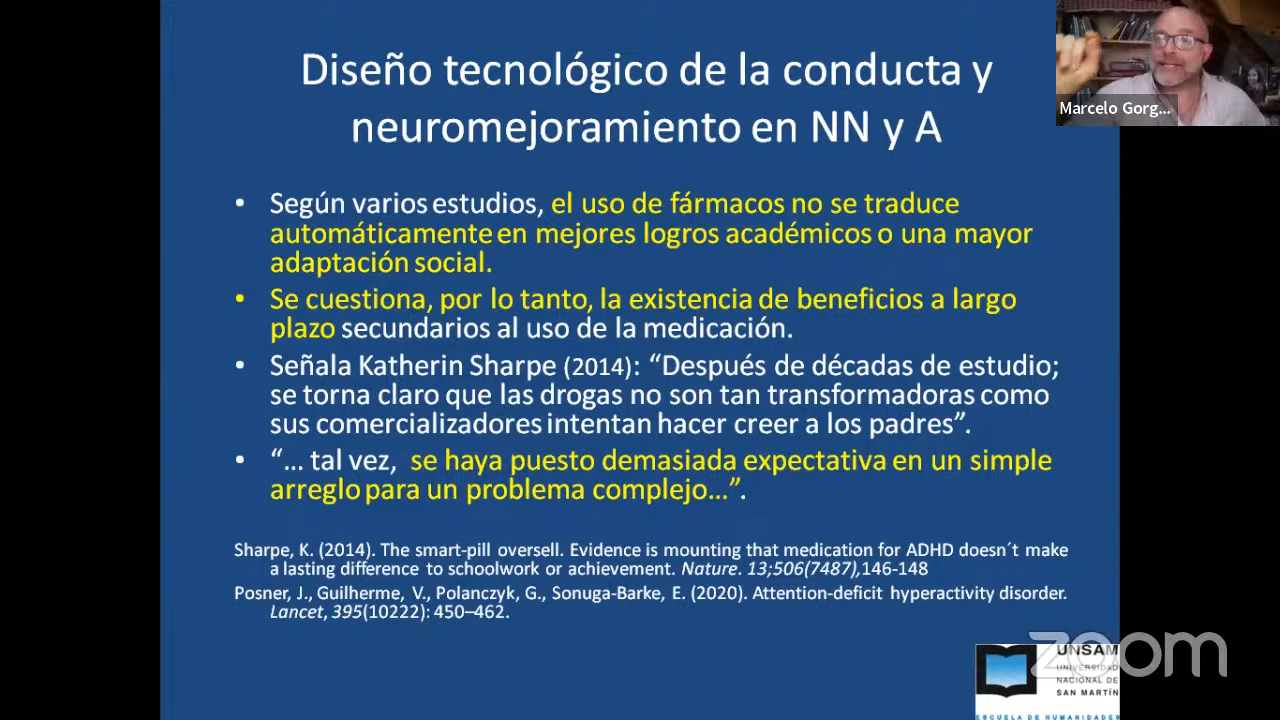 Diseño tecnológico de la conducta y
neuromejoramiento en NN y A
Marcelo Gorg...
• Según varios estudios, el uso de fármacos no se traduce
automáticamente en mejores logros académicos o una mayor
adaptación social.
• Se cuestiona, por lo tanto, la existencia de beneficios a largo
plazo secundarios al uso de la medicación.
• Señala Katherin Sharpe (2014): “Después de décadas de estudio;
se torna claro que las drogas no son tan transformadoras como
sus comercializadores intentan hacer creer a los padres”.
• “… tal vez, se haya puesto demasiada expectativa en un simple
arreglo para un problema complejo…”.
Sharpe, K. (2014). The smart-pill oversell. Evidence is mounting that medication for ADHD doesn´t make
a lasting difference to schoolwork or achievement. Nature. 13;506(7487),146-148
Posner, J., Guilherme, V., Polanczyk, G., Sonuga-Barke, E. (2020). Attention-deficit hyperactivity disorder.
Lancet, 395(10222): 450–462.
zoom
UNSAM
UNIVERSIDAD
NACIONAL DE
SAN MARTÍN
ESCUELA DE HUMANIDADES